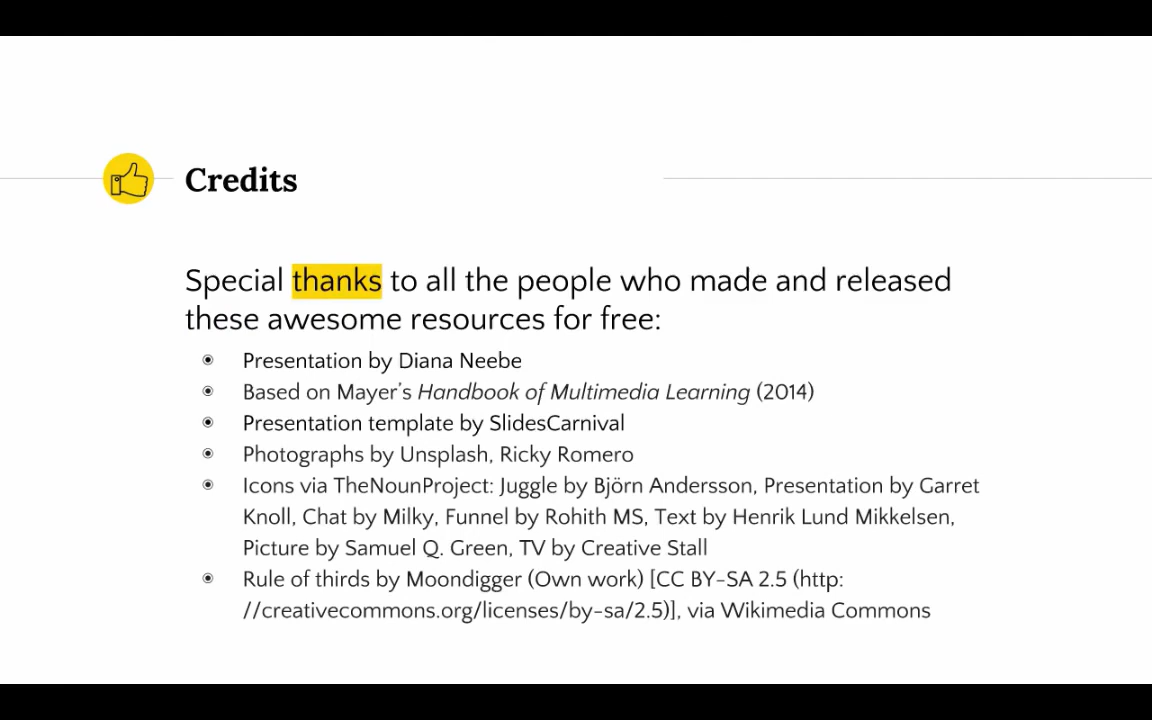 Credits
Special thanks to all the people who made and released
these awesome resources for free:
Presentation by Diana Neebe
Based on Mayer's Handbook of Multimedia Learning (2014)
Presentation template by SlidesCarnival
Photographs by Unsplash, Ricky Romero
Icons via TheNounProject: Juggle by Björn Andersson, Presentation by Garret
Knoll, Chat by Milky, Funnel by Rohith MS, Text by Henrik Lund Mikkelsen,
Picture by Samuel Q. Green, TV by Creative Stall
Rule of thirds by Moondigger (Own work) [CC BY-SA 2.5 (http:
//creativecommons.org/licenses/by-sa/2.5)], via Wikimedia Commons